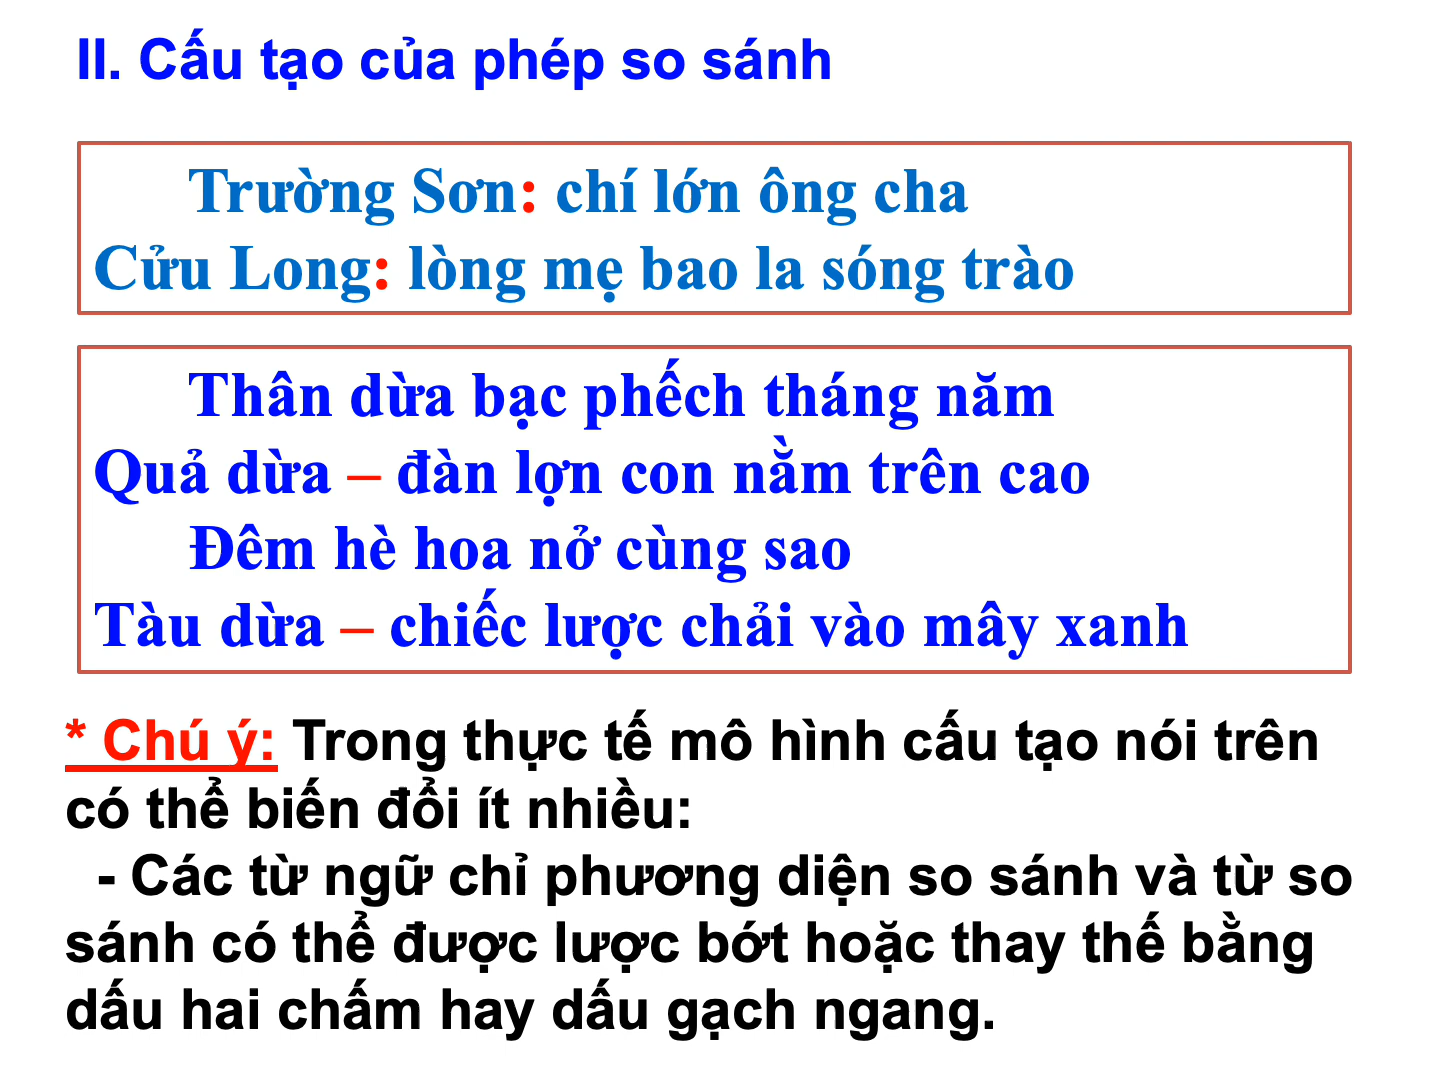 II. Cấu tạo của phép so sánh
Trường Sơn: chí lớn ông cha
Cửu Long: lòng mẹ bao la sóng trào
Thân dừa bạc phếch tháng năm
Quả dừa – đàn lợn con nằm trên cao
Đêm hè hoa nở cùng sao
Tàu dừa – chiếc lược chải vào mây xanh
* Chú ý: Trong thực tế mô hình cấu tạo nói trên
có thể biến đổi ít nhiều:
- Các từ ngữ chỉ phương diện so sánh và từ so
sánh có thể được lược bớt hoặc thay thế bằng
dấu hai chấm hay dấu gạch ngang.